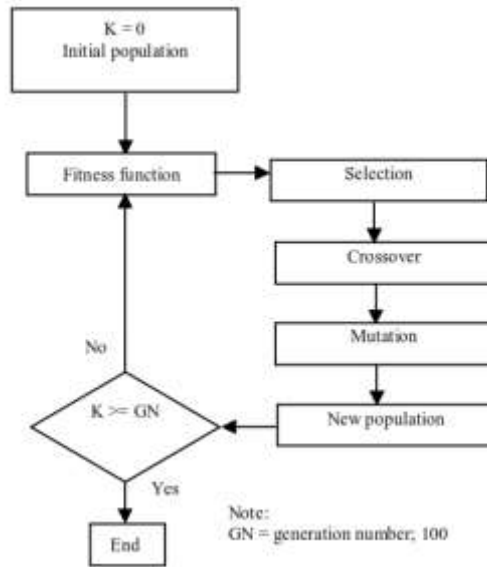 K = 0
Initial population
Fitness function
Selection
Crossover
Mutation
New population
K >= GN
No
Yes
End
Note:
GN = generation number; 100